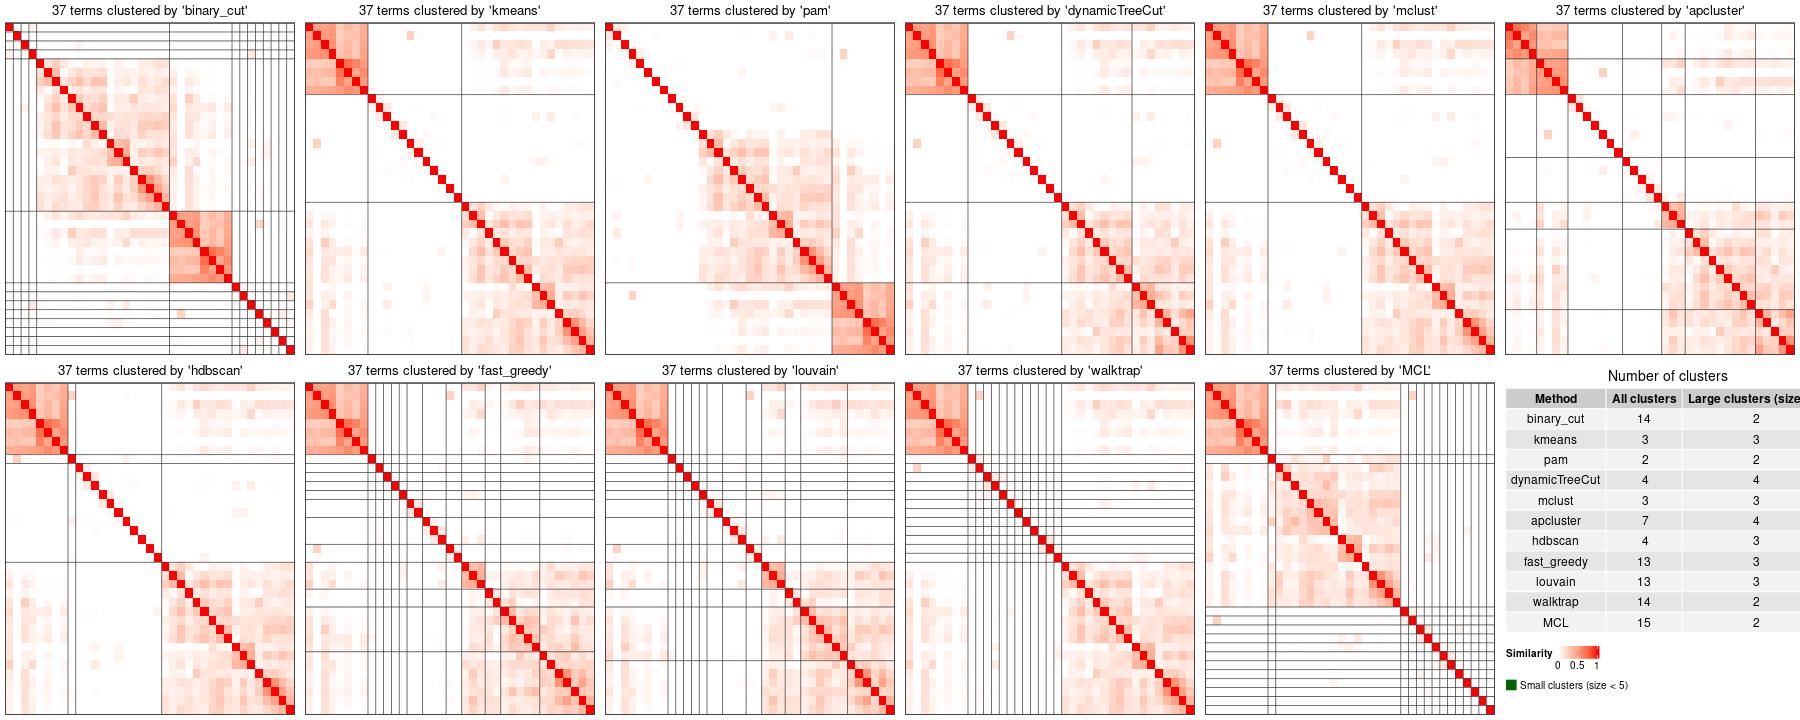 37 terms clustered by 'binary_cut'
37 terms clustered by 'kmeans'
37 terms clustered by 'pam'
37 terms clustered by 'dynamicTreeCut'
37 terms clustered by 'mclust'
37 terms clustered by 'apcluster'
37 terms clustered by 'hdbscan'
37 terms clustered by 'fast_greedy'
37 terms clustered by 'louvain'
37 terms clustered by 'walktrap'
37 terms clustered by 'MCL'
Number of clusters
Method All clusters Large clusters (size
binary_cut 14 2
kmeans 3 3
pam 2 2
dynamicTreeCut 4 4
mclust 3 3
apcluster 7 4
hdbscan 4 3
fast_greedy 13 3
louvain 13 3
walktrap 14 2
MCL 15 2
Similarity
0 0.5 1
Small clusters (size < 5)